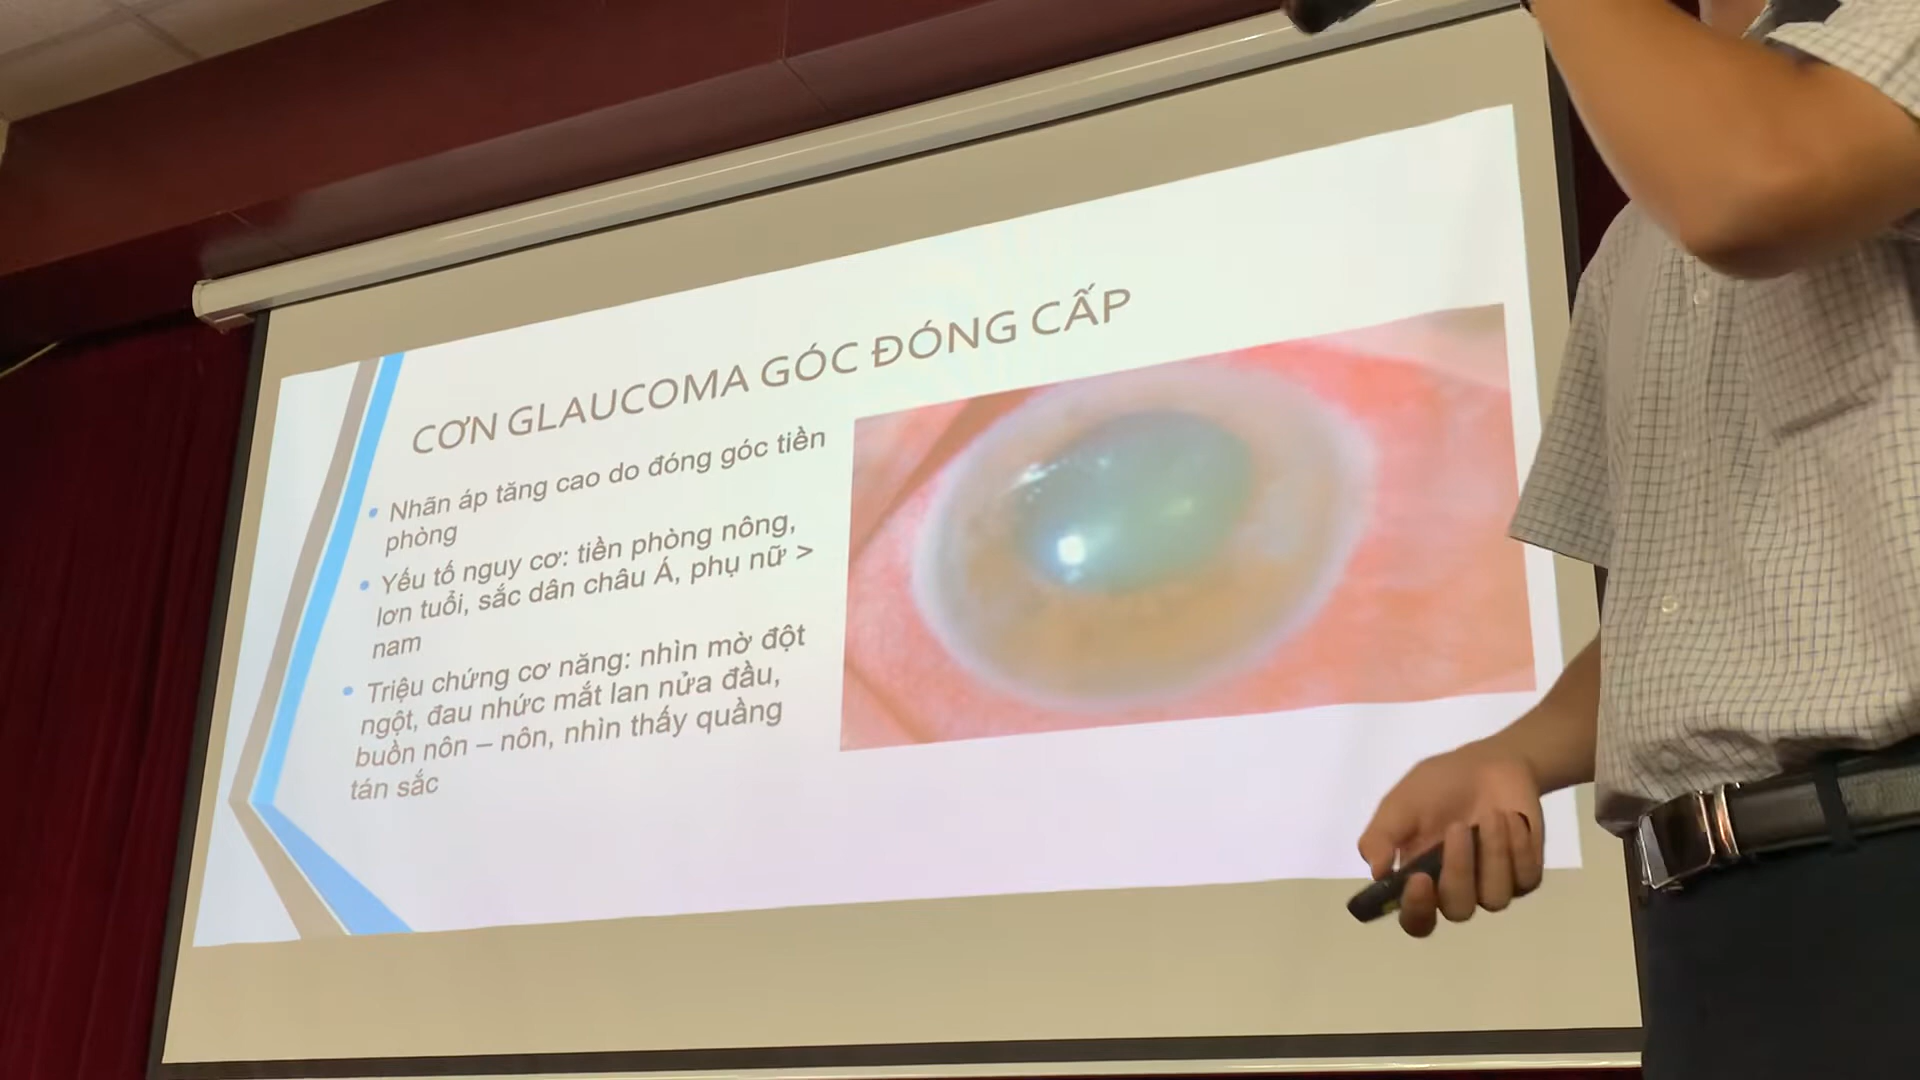 CƠN GLAUCOMA GÓC ĐÓNG CẤP
• Nhãn áp tăng cao do đóng góc tiền
phòng
• Yếu tố nguy cơ: tiền phòng nông,
lơn tuổi, sắc dân châu Á, phụ nữ >
nam
• Triệu chứng cơ năng: nhìn mờ đột
ngột, đau nhức mắt lan nửa đầu,
buồn nôn – nôn, nhìn thấy quầng
tán sắc